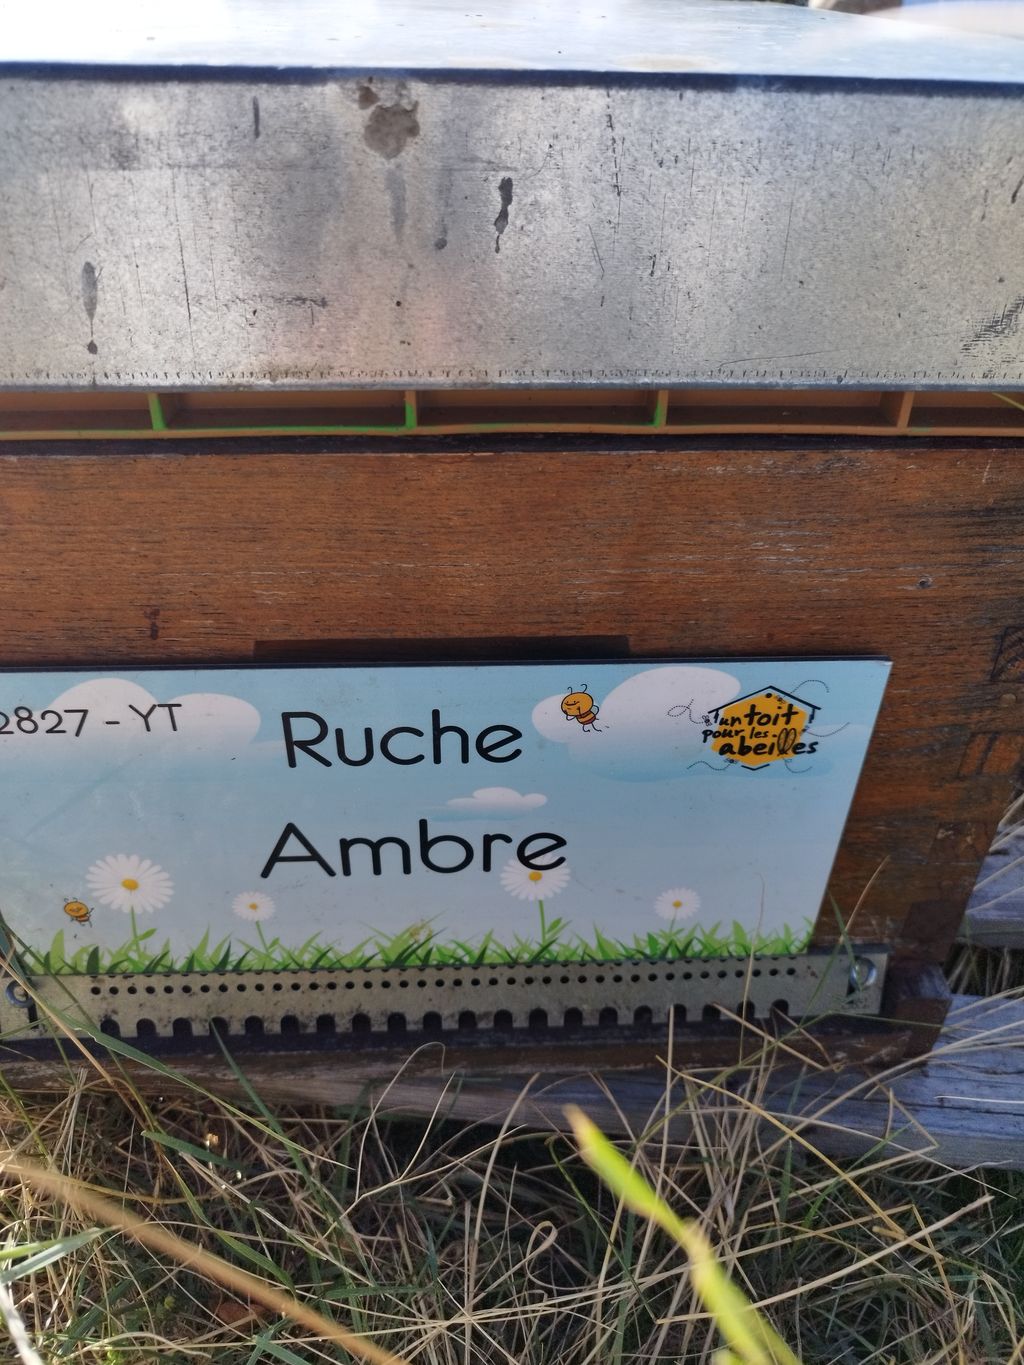 2827 - YT
Ruche
Ambre
un toit
pour les
abeilles